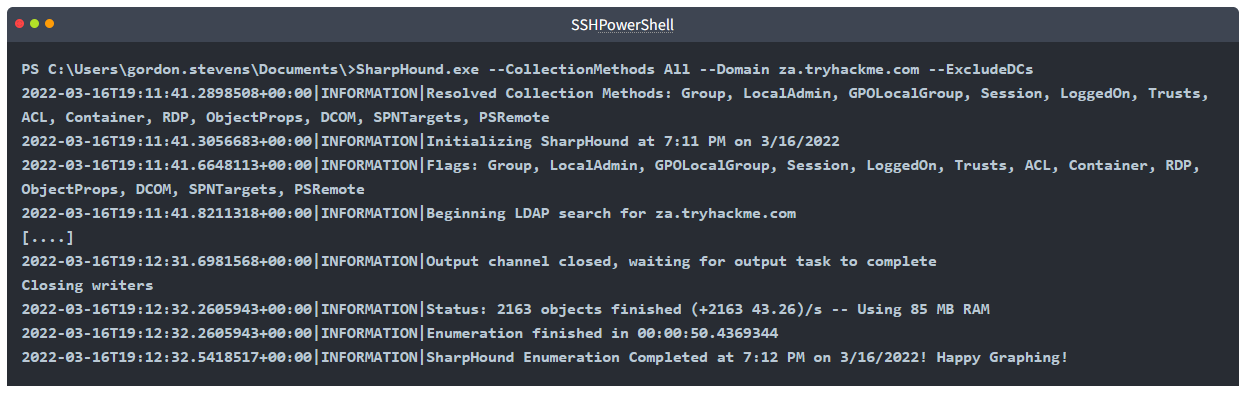 SSHPowerShell
PS C:\Users\gordon.stevens\Documents\>SharpHound.exe --CollectionMethods All --Domain za.tryhackme.com --ExcludeDCs
2022-03-16T19:11:41.2898508+00:00|INFORMATION|Resolved Collection Methods: Group, LocalAdmin, GPOLocalGroup, Session, LoggedOn, Trusts,
ACL, Container, RDP, ObjectProps, DCOM, SPNTargets, PSRemote
2022-03-16T19:11:41.3056683+00:00|INFORMATION|Initializing SharpHound at 7:11 PM on 3/16/2022
2022-03-16T19:11:41.6648113+00:00|INFORMATION|Flags: Group, LocalAdmin, GPOLocalGroup, Session, LoggedOn, Trusts, ACL, Container, RDP,
ObjectProps, DCOM, SPNTargets, PSRemote
2022-03-16T19:11:41.8211318+00:00|INFORMATION|Beginning LDAP search for za.tryhackme.com
[....]
2022-03-16T19:12:31.6981568+00:00|INFORMATION|Output channel closed, waiting for output task to complete
Closing writers
2022-03-16T19:12:32.2605943+00:00|INFORMATION|Status: 2163 objects finished (+2163 43.26)/s -- Using 85 MB RAM
2022-03-16T19:12:32.2605943+00:00|INFORMATION|Enumeration finished in 00:00:50.4369344
2022-03-16T19:12:32.5418517+00:00|INFORMATION|SharpHound Enumeration Completed at 7:12 PM on 3/16/2022! Happy Graphing!